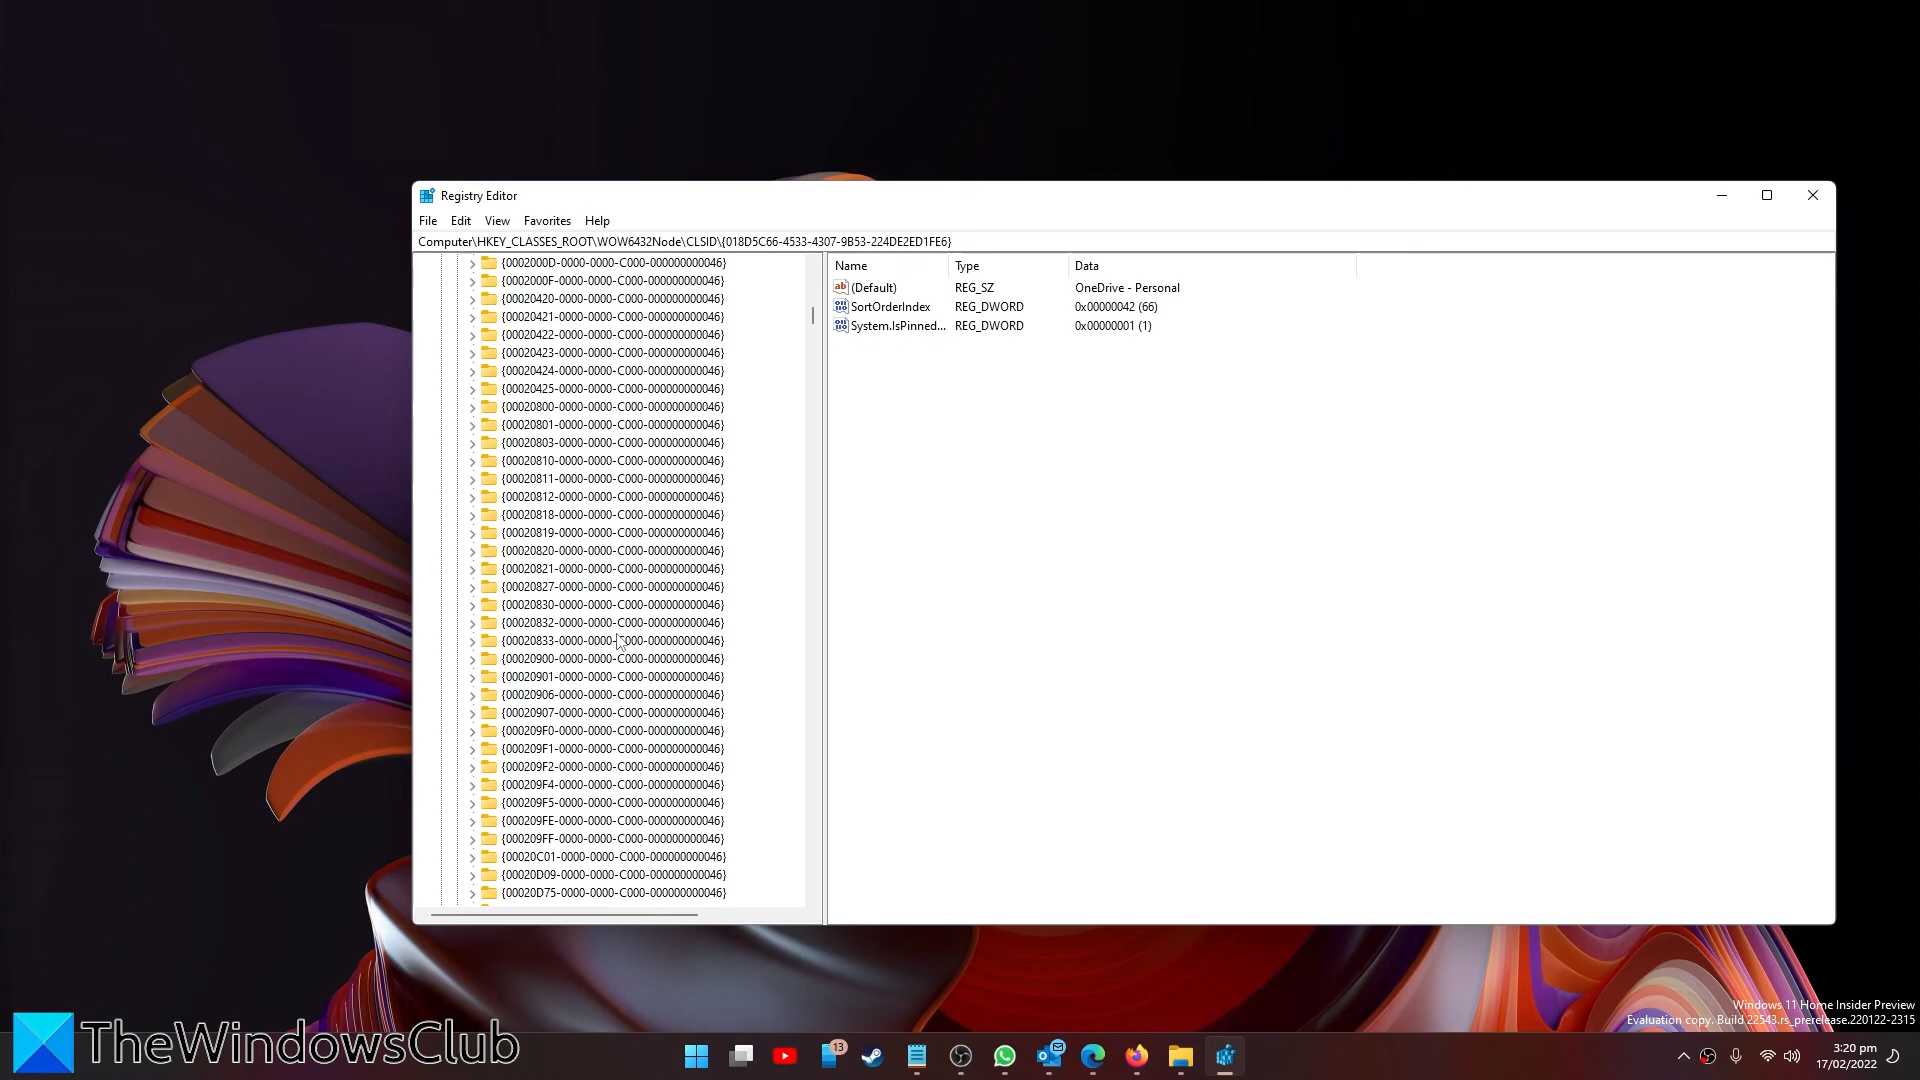 Registry Editor
File Edit View Favorites Help
Computer\HKEY_CLASSES_ROOT\WOW6432Node\CLSID\{018D5C66-4533-4307-9B53-224DE2ED1FE6}
{0002000D-0000-0000-C000-000000000046}
{0002000F-0000-0000-C000-000000000046}
{00020420-0000-0000-C000-000000000046}
{00020421-0000-0000-C000-000000000046}
{00020422-0000-0000-C000-000000000046}
{00020423-0000-0000-C000-000000000046}
{00020424-0000-0000-C000-000000000046}
{00020425-0000-0000-C000-000000000046}
{00020800-0000-0000-C000-000000000046}
{00020801-0000-0000-C000-000000000046}
{00020803-0000-0000-C000-000000000046}
{00020810-0000-0000-C000-000000000046}
{00020811-0000-0000-C000-000000000046}
{00020812-0000-0000-C000-000000000046}
{00020818-0000-0000-C000-000000000046}
{00020819-0000-0000-C000-000000000046}
{00020820-0000-0000-C000-000000000046}
{00020821-0000-0000-C000-000000000046}
{00020827-0000-0000-C000-000000000046}
{00020830-0000-0000-C000-000000000046}
{00020832-0000-0000-C000-000000000046}
{00020833-0000-0000-C000-000000000046}
{00020900-0000-0000-C000-000000000046}
{00020901-0000-0000-C000-000000000046}
{00020906-0000-0000-C000-000000000046}
{00020907-0000-0000-C000-000000000046}
{000209F0-0000-0000-C000-000000000046}
{000209F1-0000-0000-C000-000000000046}
{000209F2-0000-0000-C000-000000000046}
{000209F4-0000-0000-C000-000000000046}
{000209F5-0000-0000-C000-000000000046}
{000209FE-0000-0000-C000-000000000046}
{000209FF-0000-0000-C000-000000000046}
{00020C01-0000-0000-C000-000000000046}
{00020D09-0000-0000-C000-000000000046}
{00020D75-0000-0000-C000-000000000046}
Name Type Data
(Default) REG_SZ OneDrive - Personal
SortOrderIndex REG_DWORD 0x00000042 (66)
System.IsPinned... REG_DWORD 0x00000001 (1)
Windows 11 Home Insider Preview
Evaluation copy. Build 22543.rs_prerelease.220122-2315
TheWindowsClub
13
3:20 pm
17/02/2022